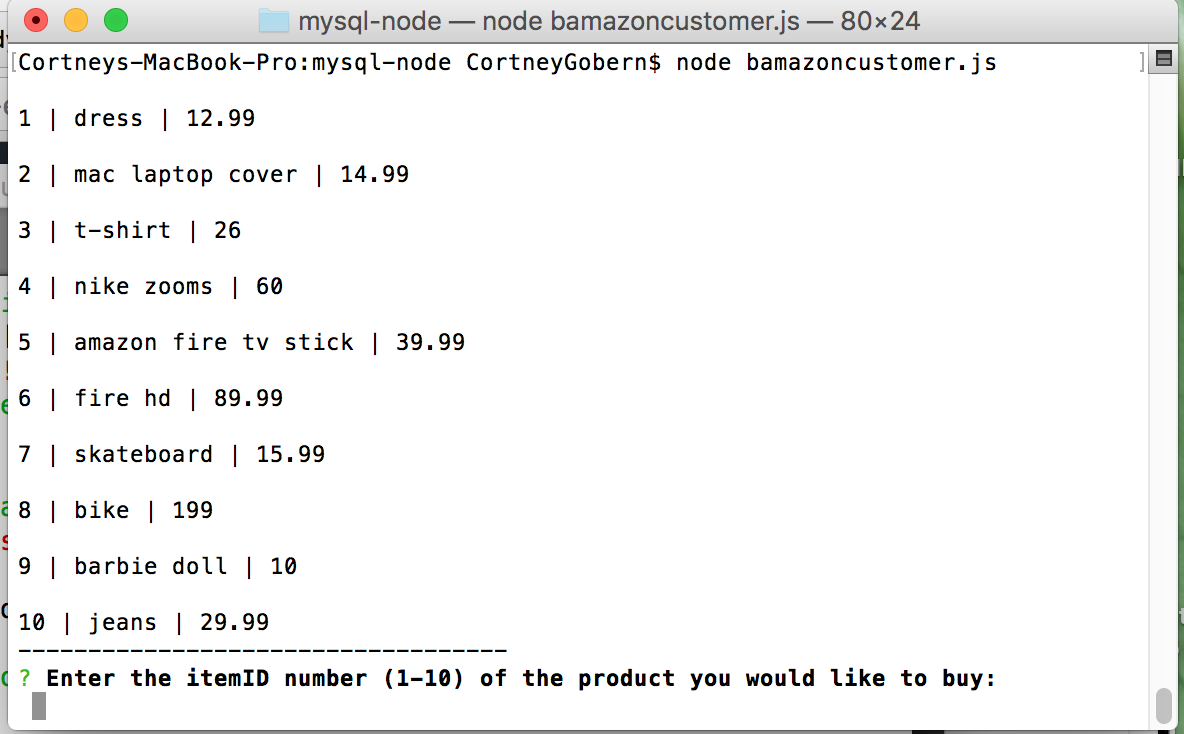 mysql-node — node bamazoncustomer.js — 80×24
[Cortneys-MacBook-Pro:mysql-node CortneyGobern$ node bamazoncustomer.js ]
1 | dress | 12.99
2 | mac laptop cover | 14.99
3 | t-shirt | 26
4 | nike zooms | 60
5 | amazon fire tv stick | 39.99
6 | fire hd | 89.99
7 | skateboard | 15.99
8 | bike | 199
9 | barbie doll | 10
10 | jeans | 29.99
-----------------------------------
? Enter the itemID number (1-10) of the product you would like to buy: